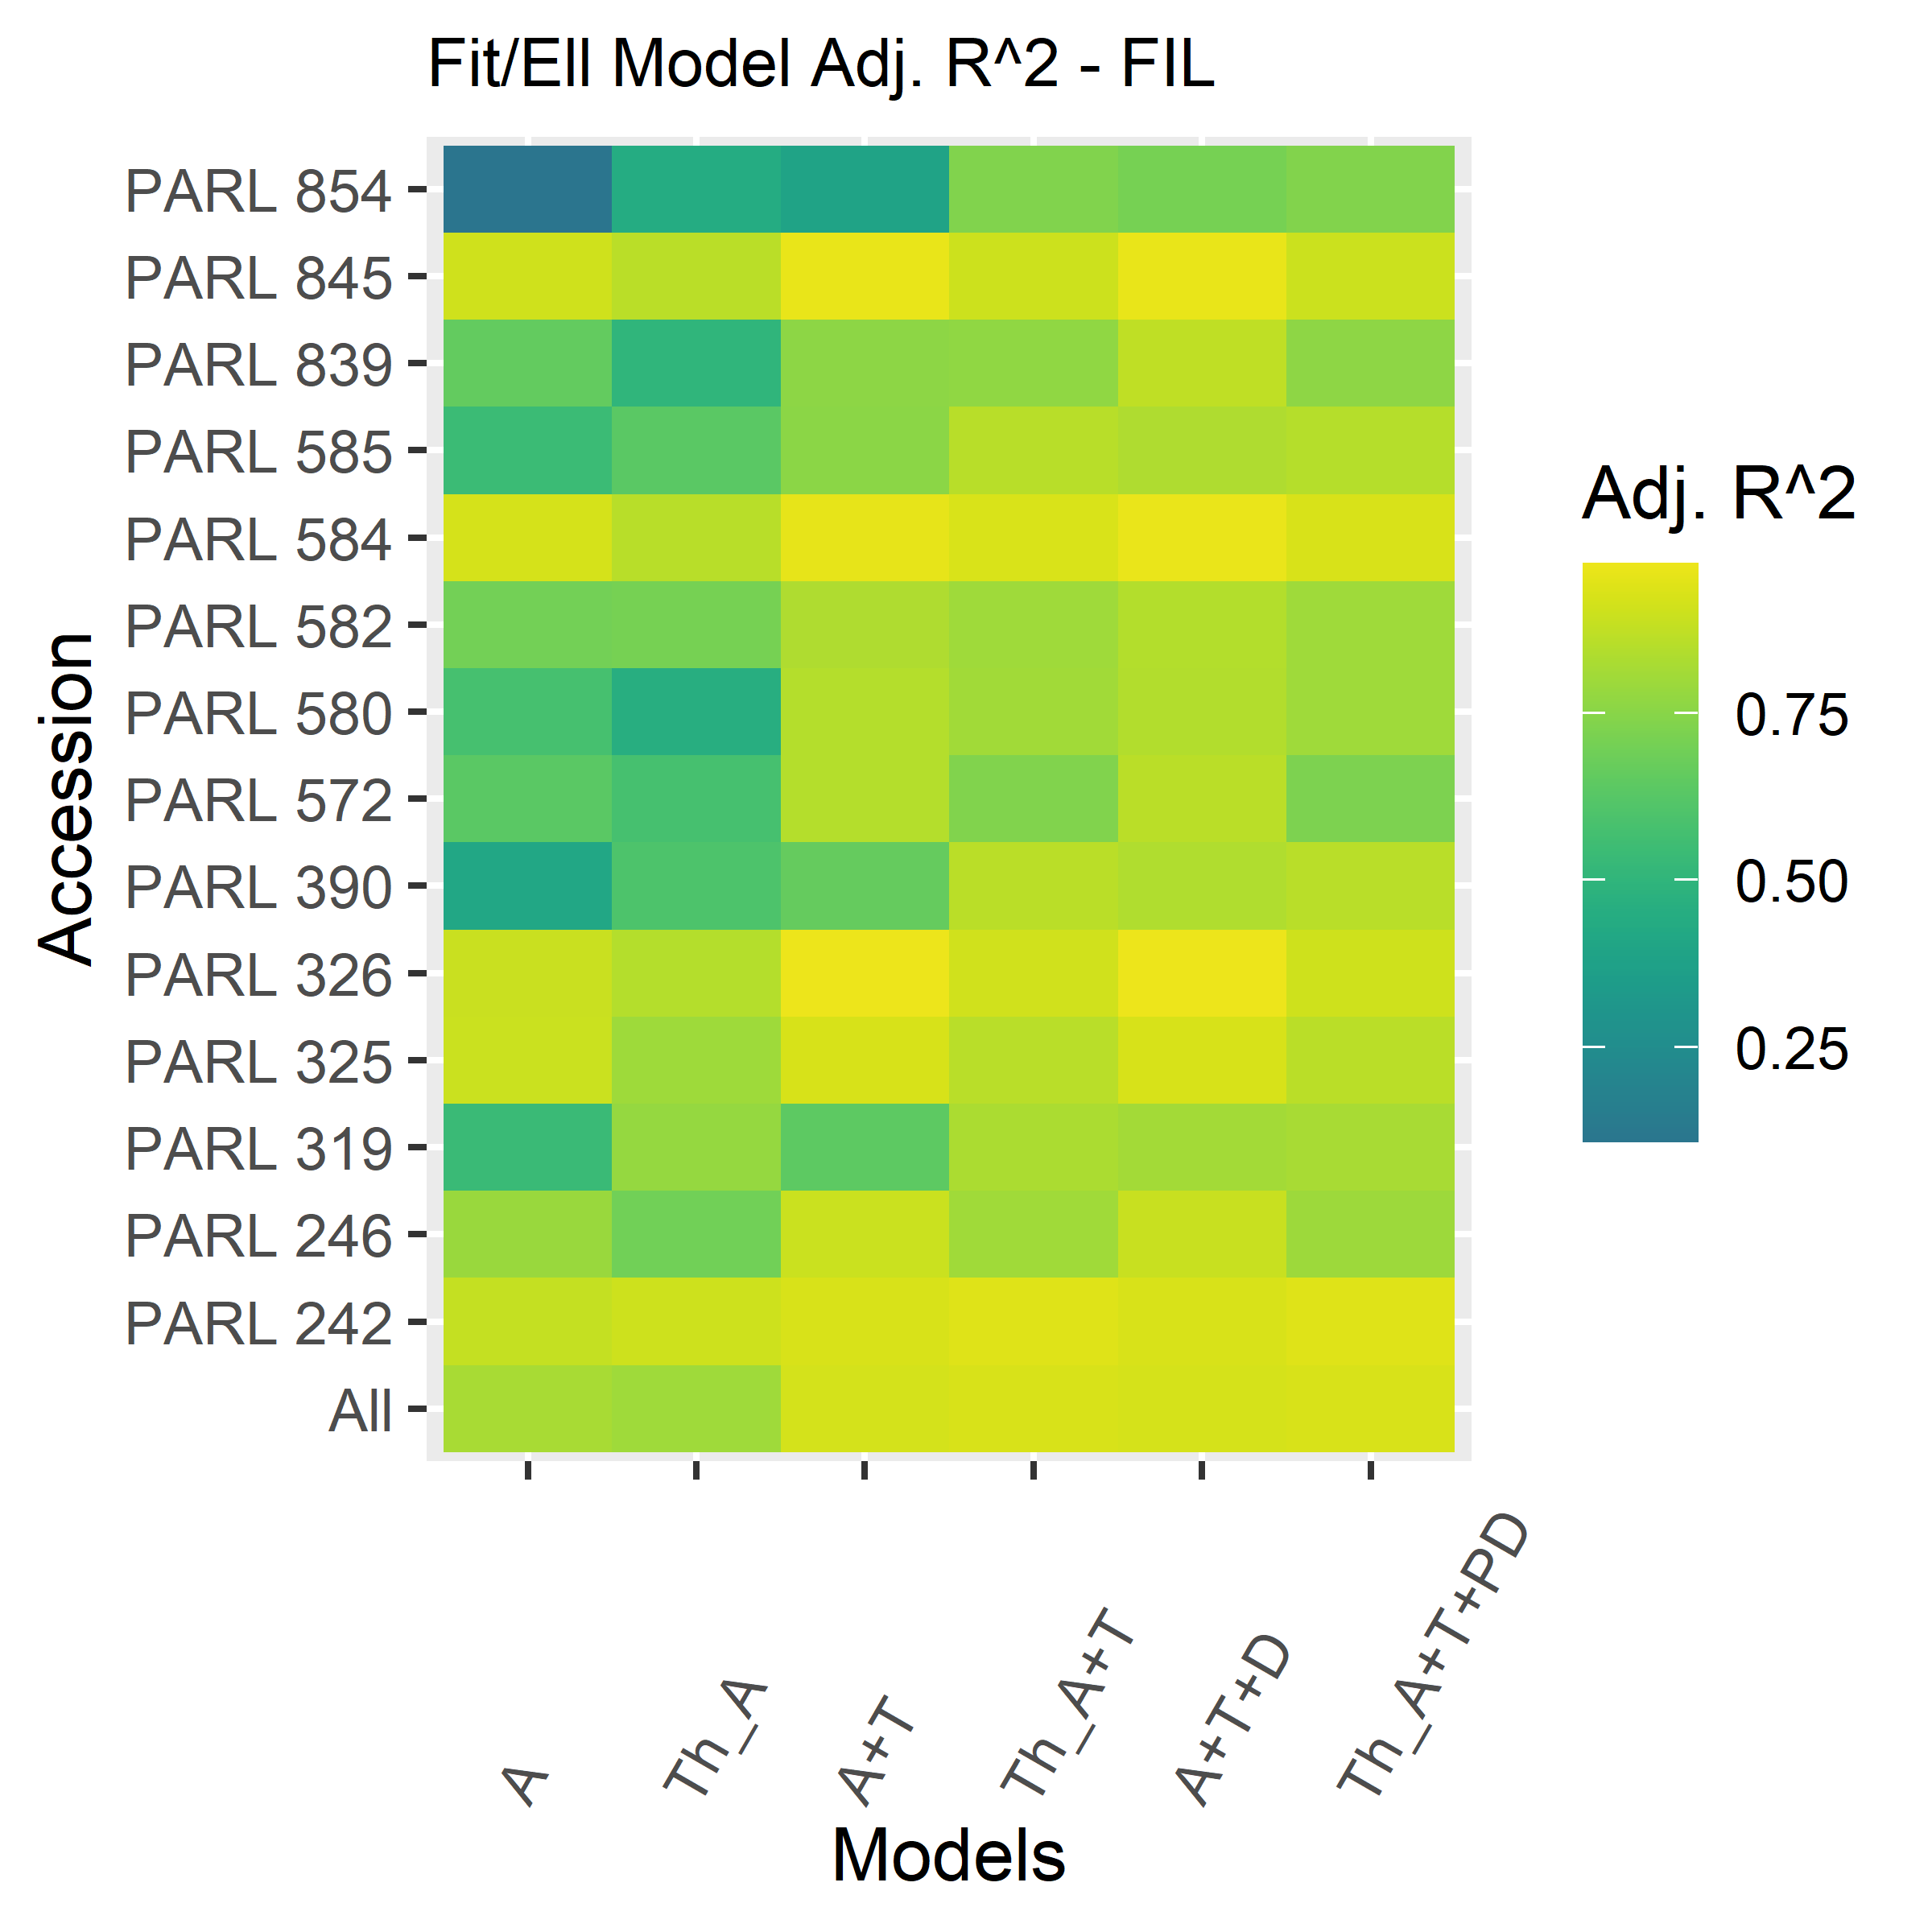 Fit/Ell Model Adj. R^2 - FIL
PARL 854
PARL 845
PARL 839
PARL 585
PARL 584
PARL 582
PARL 580
PARL 572
PARL 390
PARL 326
PARL 325
PARL 319
PARL 246
PARL 242
All
Accession
A
Th_A
A+T
Th_A+T
A+T+D
Th_A+T+PD
Models
Adj. R^2
0.75
0.50
0.25